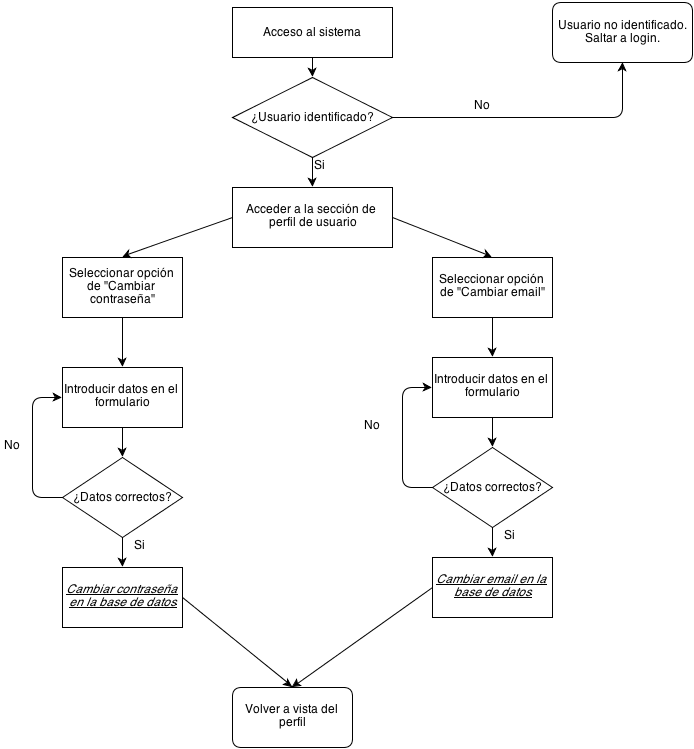 Acceso al sistema
Usuario no identificado.
Saltar a login.
¿Usuario identificado?
No
Si
Acceder a la sección de
perfil de usuario
Seleccionar opción
de "Cambiar
contraseña"
Seleccionar opción
de "Cambiar email"
Introducir datos en el
formulario
Introducir datos en el
formulario
No
No
¿Datos correctos?
¿Datos correctos?
Si
Si
Cambiar contraseña
en la base de datos
Cambiar email en la
base de datos
Volver a vista del
perfil